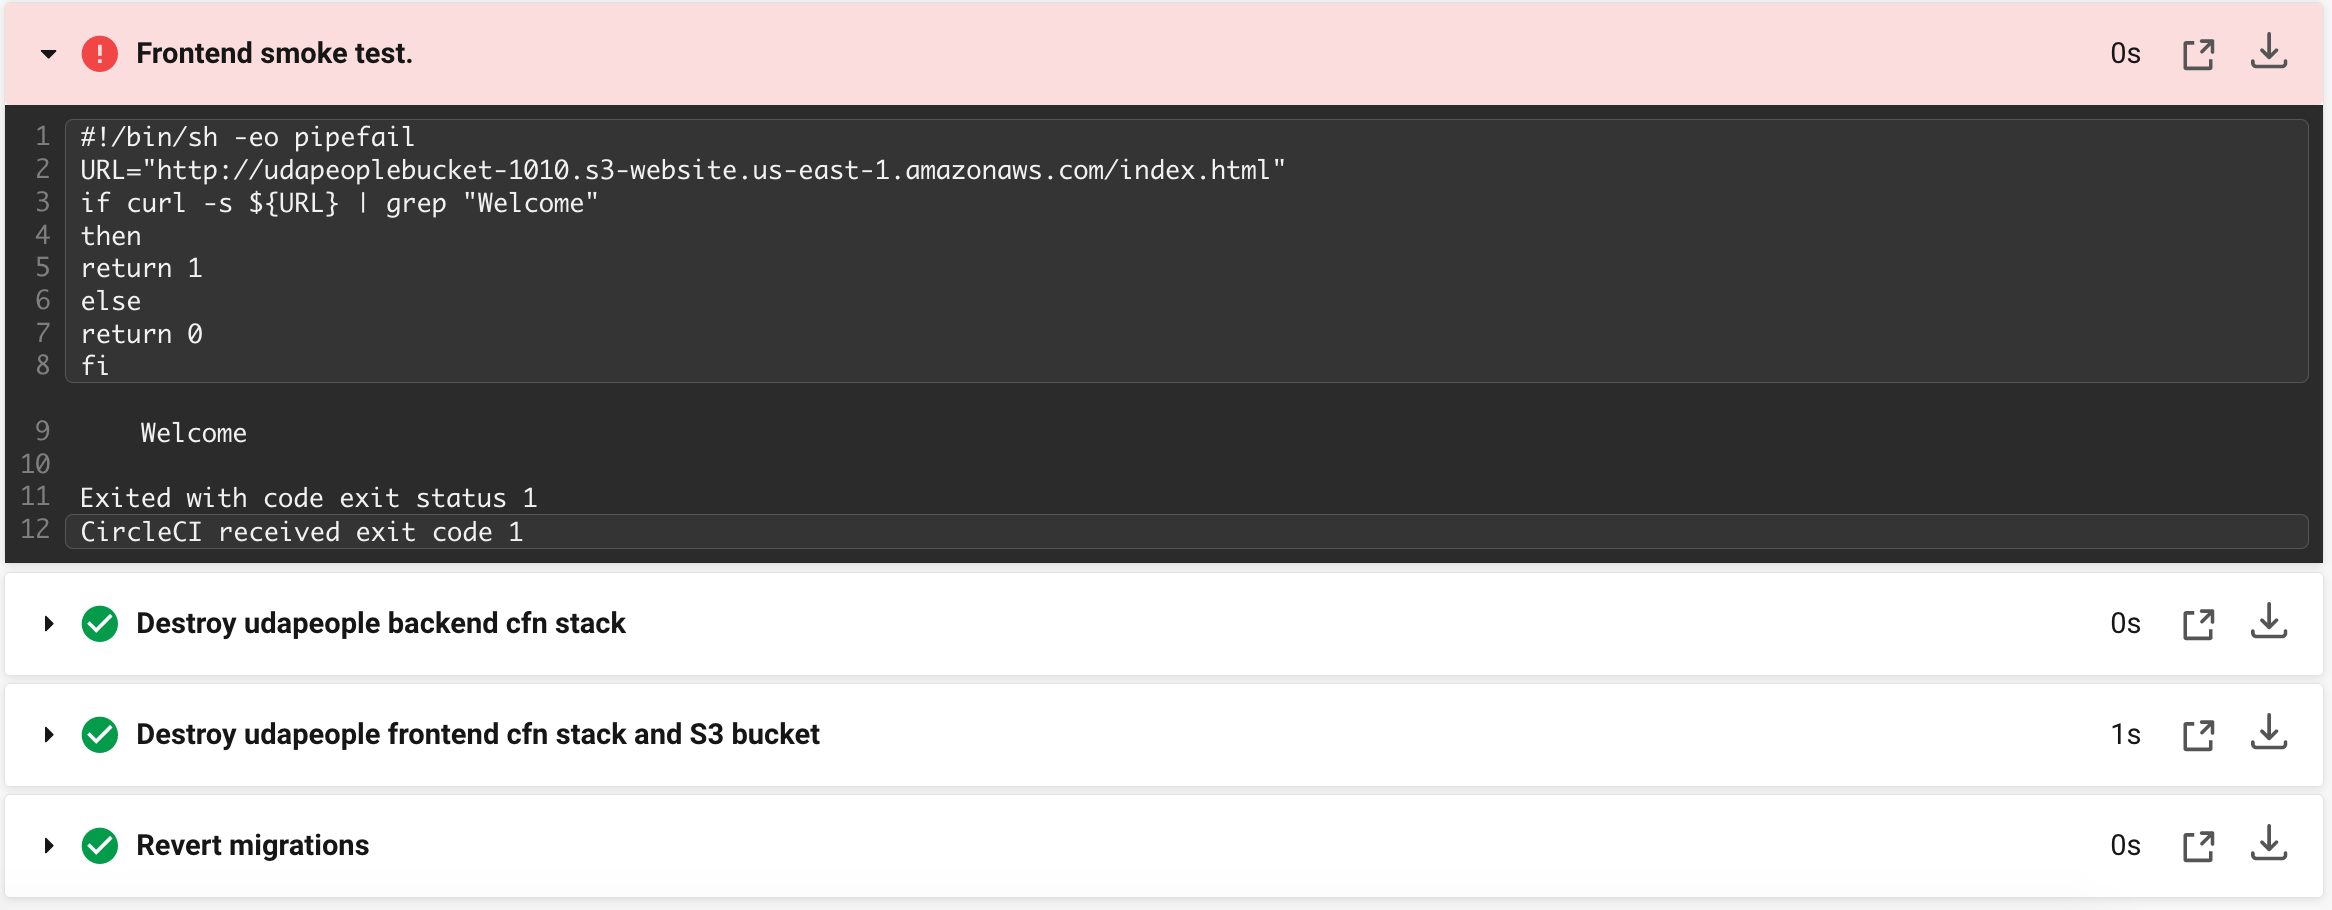 Frontend smoke test.
0s
1 #!/bin/sh -eo pipefail
2 URL="http://udapeoplebucket-1010.s3-website.us-east-1.amazonaws.com/index.html"
3 if curl -s ${URL} | grep "Welcome"
4 then
5 return 1
6 else
7 return 0
8 fi
9     Welcome
10
11 Exited with code exit status 1
12 CircleCI received exit code 1
Destroy udapeople backend cfn stack
0s
Destroy udapeople frontend cfn stack and S3 bucket
1s
Revert migrations
0s